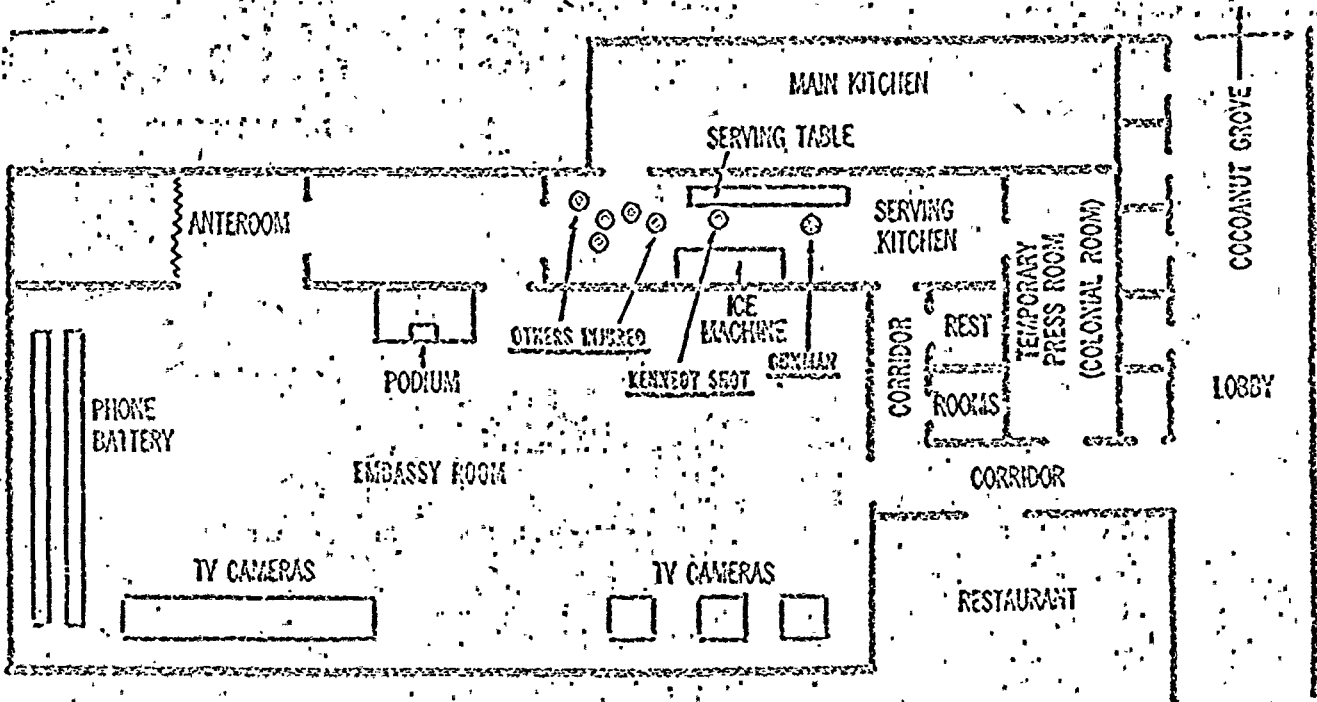 MAIN KITCHEN
SERVING TABLE
COCOANUT GROVE
ANTEROOM
SERVING
KITCHEN
TEMPORARY
PRESS ROOM
(COLONIAL ROOM)
OTHERS INJURED
ICE
MACHINE
KENNEDY SHOT
GUNMAN
CORRIDOR
REST
ROOMS
PODIUM
LOBBY
PHONE
BATTERY
EMBASSY ROOM
CORRIDOR
TV CAMERAS
TV CAMERAS
RESTAURANT